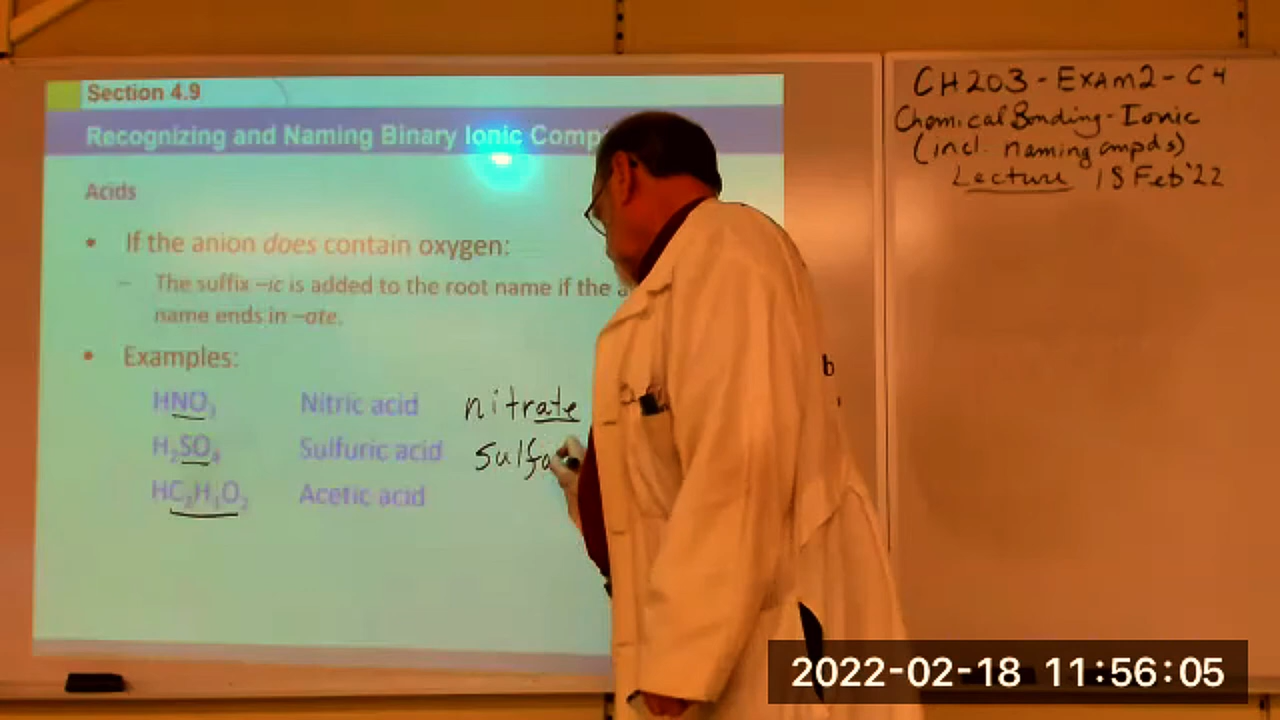 Section 4.9
Recognizing and Naming Binary Ionic Comp
Acids
• If the anion does contain oxygen:
– The suffix –ic is added to the root name if the a
name ends in –ate.
• Examples:
HNO3 Nitric acid nitrate
H2SO4 Sulfuric acid sulfa
HC2H3O2 Acetic acid
CH203 - EXAM2 - C4
Chemical Bonding - Ionic
(incl. naming cmpds)
Lecture 18 Feb '22
b
2022-02-18 11:56:05